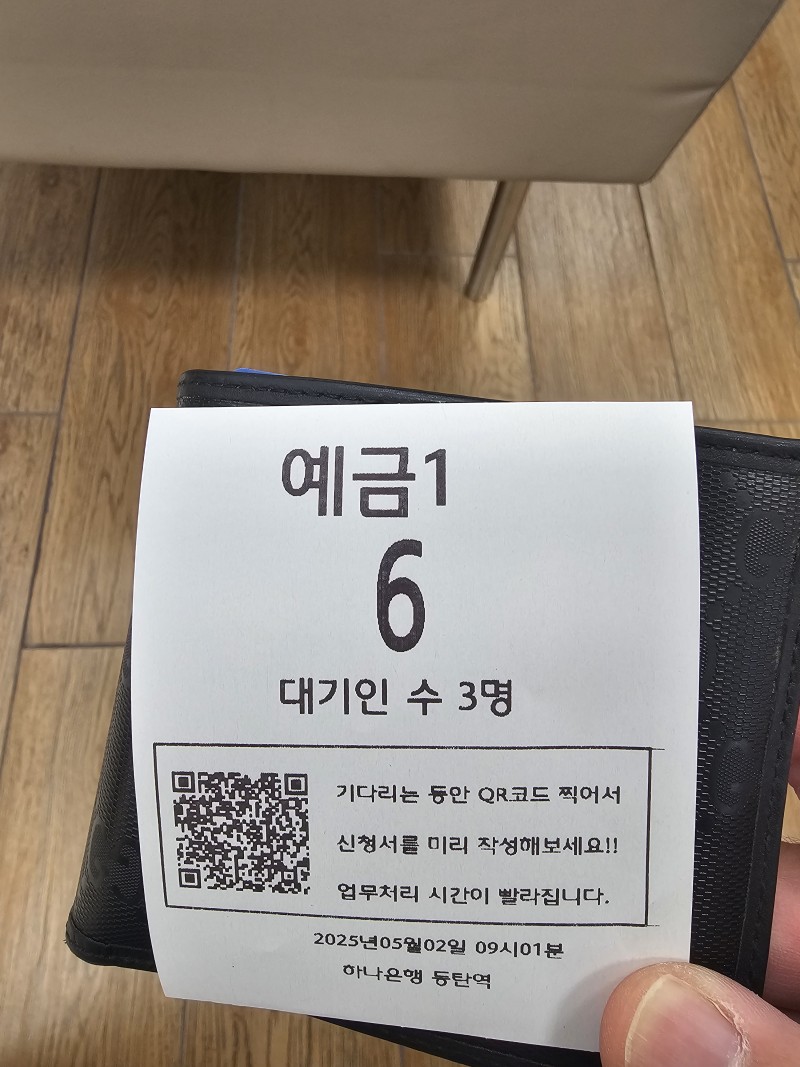 예금1
6
대기인 수 3명
기다리는 동안 QR코드 찍어서
신청서를 미리 작성해보세요!!
업무처리 시간이 빨라집니다.
2025년05월02일 09시01분
하나은행 동탄역